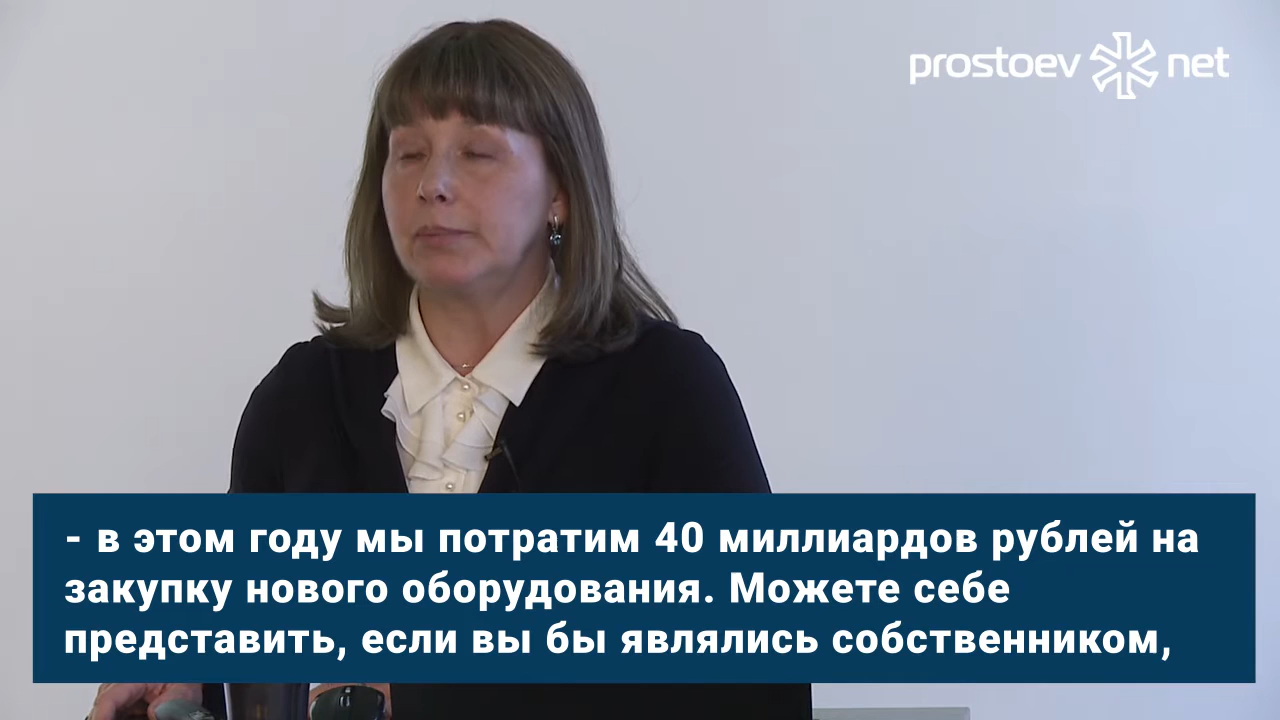 prostoev net
- в этом году мы потратим 40 миллиардов рублей на
закупку нового оборудования. Можете себе
представить, если вы бы являлись собственником,